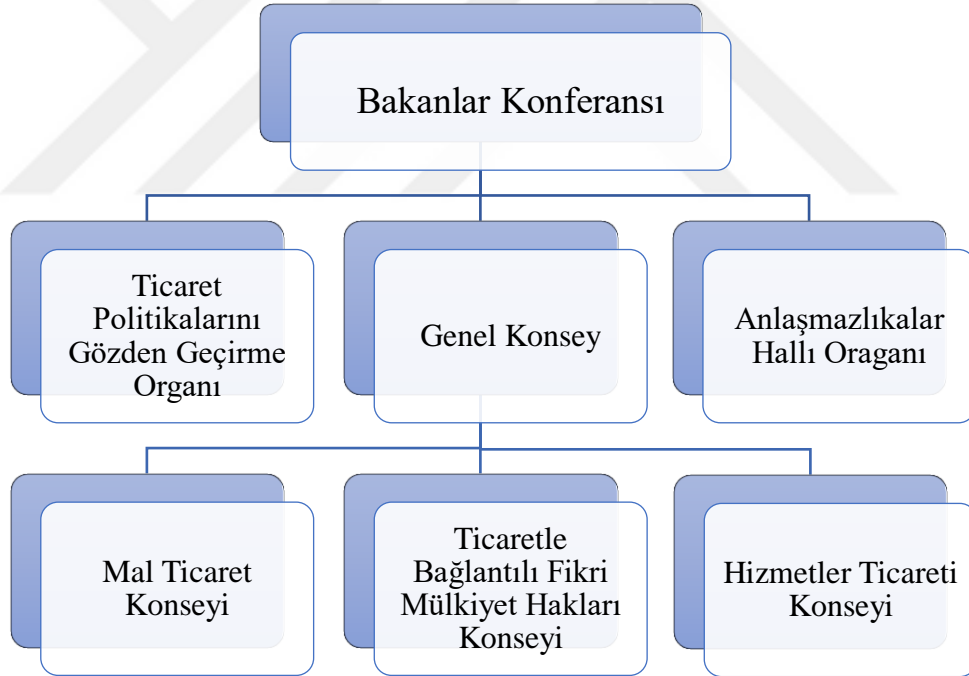 Bakanlar Konferansı
Ticaret
Politikalarını
Gözden Geçirme
Organı
Genel Konsey
Anlaşmazlıkalar
Hallı Oraganı
Mal Ticaret
Konseyi
Ticaretle
Bağlantılı Fikri
Mülkiyet Hakları
Konseyi
Hizmetler Ticareti
Konseyi